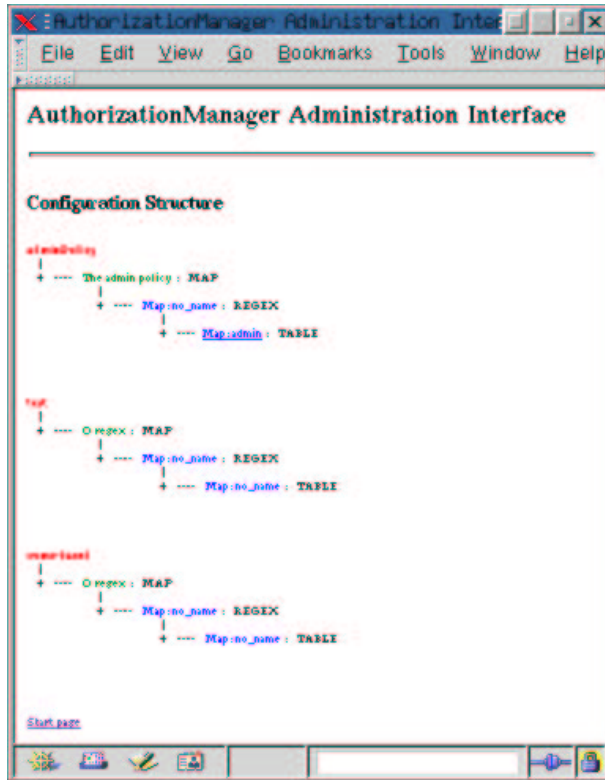 AuthorizationManager Administration Inter
File Edit View Go Bookmarks Tools Window Help
AuthorizationManager Administration Interface
Configuration Structure
adminPolicy
+ ---- The admin policy : MAP
+ ---- Map:no_name : REGEX
+ ---- Map:admin : TABLE
test
+ ---- O regex : MAP
+ ---- Map:no_name : REGEX
+ ---- Map:no_name : TABLE
+ ---- O regex : MAP
+ ---- Map:no_name : REGEX
+ ---- Map:no_name : TABLE
Start page